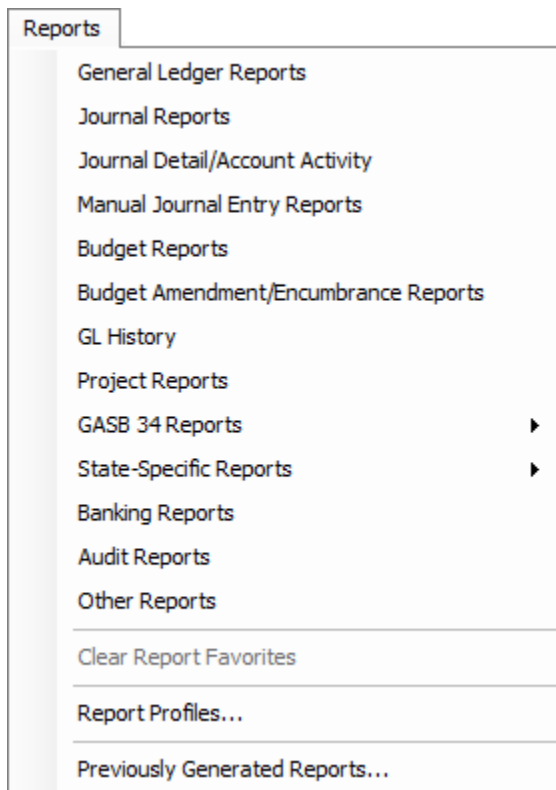 Reports
General Ledger Reports
Journal Reports
Journal Detail/Account Activity
Manual Journal Entry Reports
Budget Reports
Budget Amendment/Encumbrance Reports
GL History
Project Reports
GASB 34 Reports
State-Specific Reports
Banking Reports
Audit Reports
Other Reports
Clear Report Favorites
Report Profiles...
Previously Generated Reports...